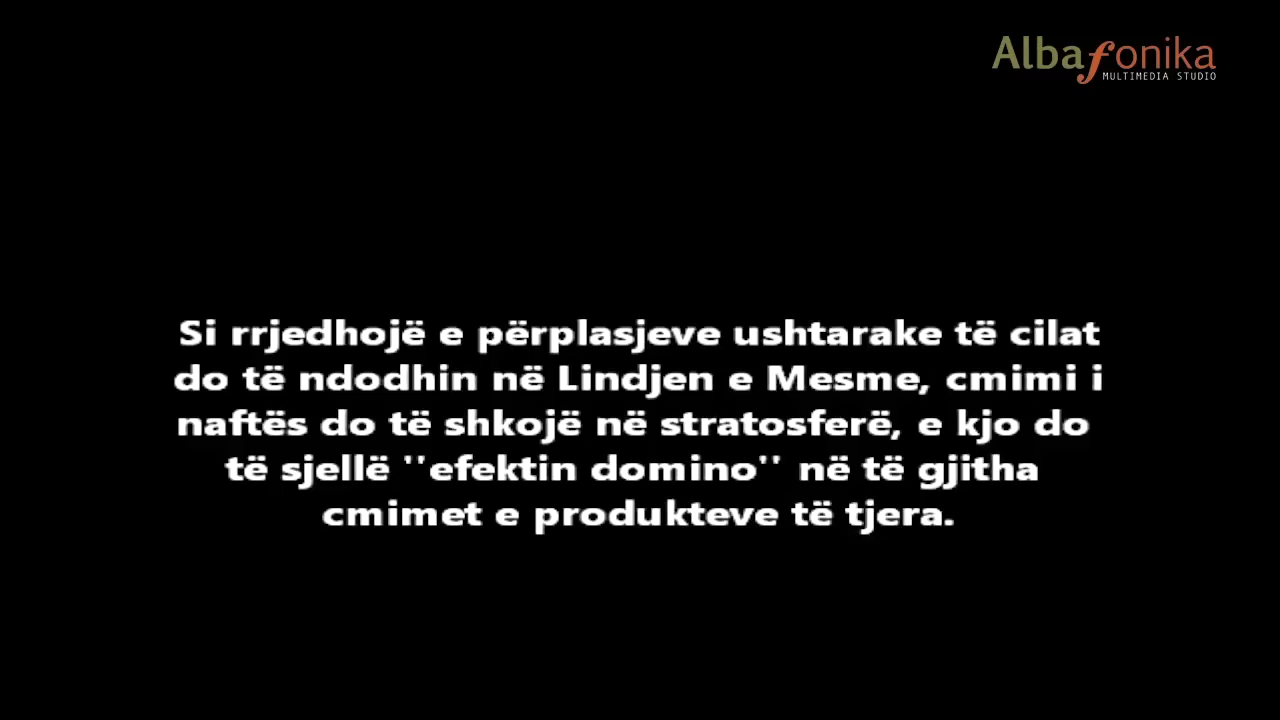 Albafonika
MULTIMEDIA STUDIO
Si rrjedhojë e përplasjeve ushtarake të cilat
do të ndodhin në Lindjen e Mesme, cmimi i
naftës do të shkojë në stratosferë, e kjo do
të sjellë ''efektin domino'' në të gjitha
cmimet e produkteve të tjera.